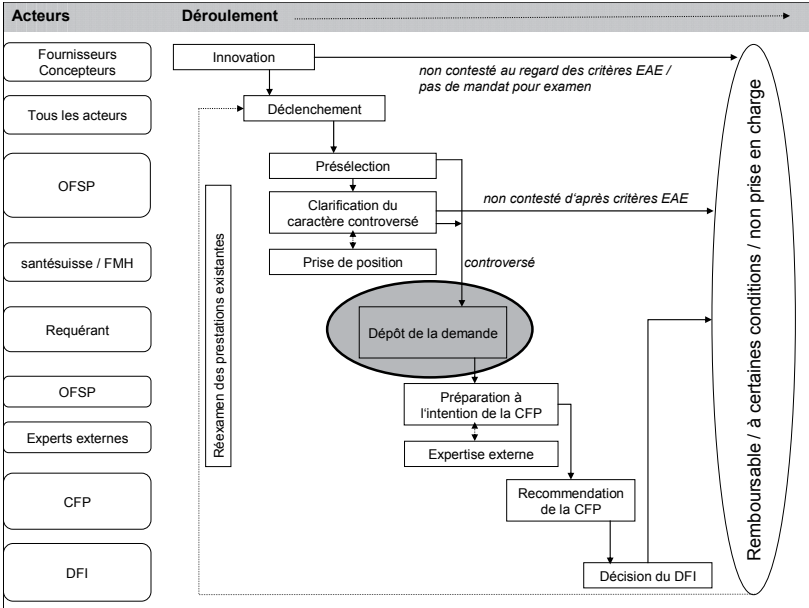 Acteurs
Déroulement
Fournisseurs
Concepteurs
Innovation
non contesté au regard des critères EAE /
pas de mandat pour examen
Tous les acteurs
Déclenchement
OFSP
Présélection
Clarification du
caractère controversé
non contesté d'après critères EAE
santésuisse / FMH
Prise de position
controversé
Requérant
Dépôt de la demande
OFSP
Préparation à
l'intention de la CFP
Experts externes
Expertise externe
CFP
Recommendation
de la CFP
DFI
Décision du DFI
Réexamen des prestations existantes
Remboursable / à certaines conditions / non prise en charge